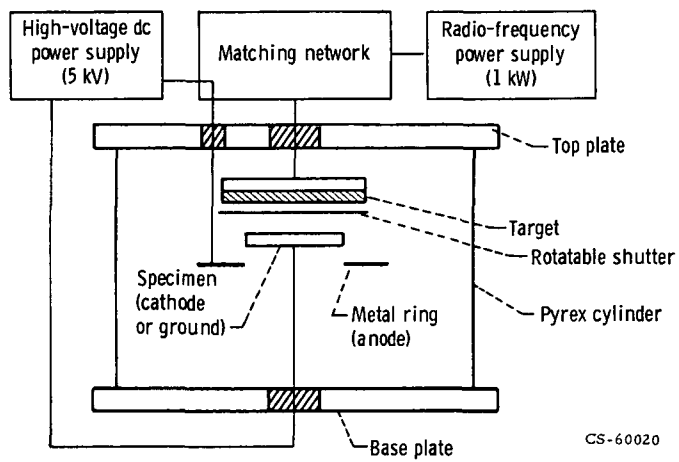 High-voltage dc
power supply
(5 kV)
Matching network
Radio-frequency
power supply
(1 kW)
Top plate
Target
Rotatable shutter
Specimen
(cathode
or ground)
Metal ring
(anode)
Pyrex cylinder
Base plate
CS-60020